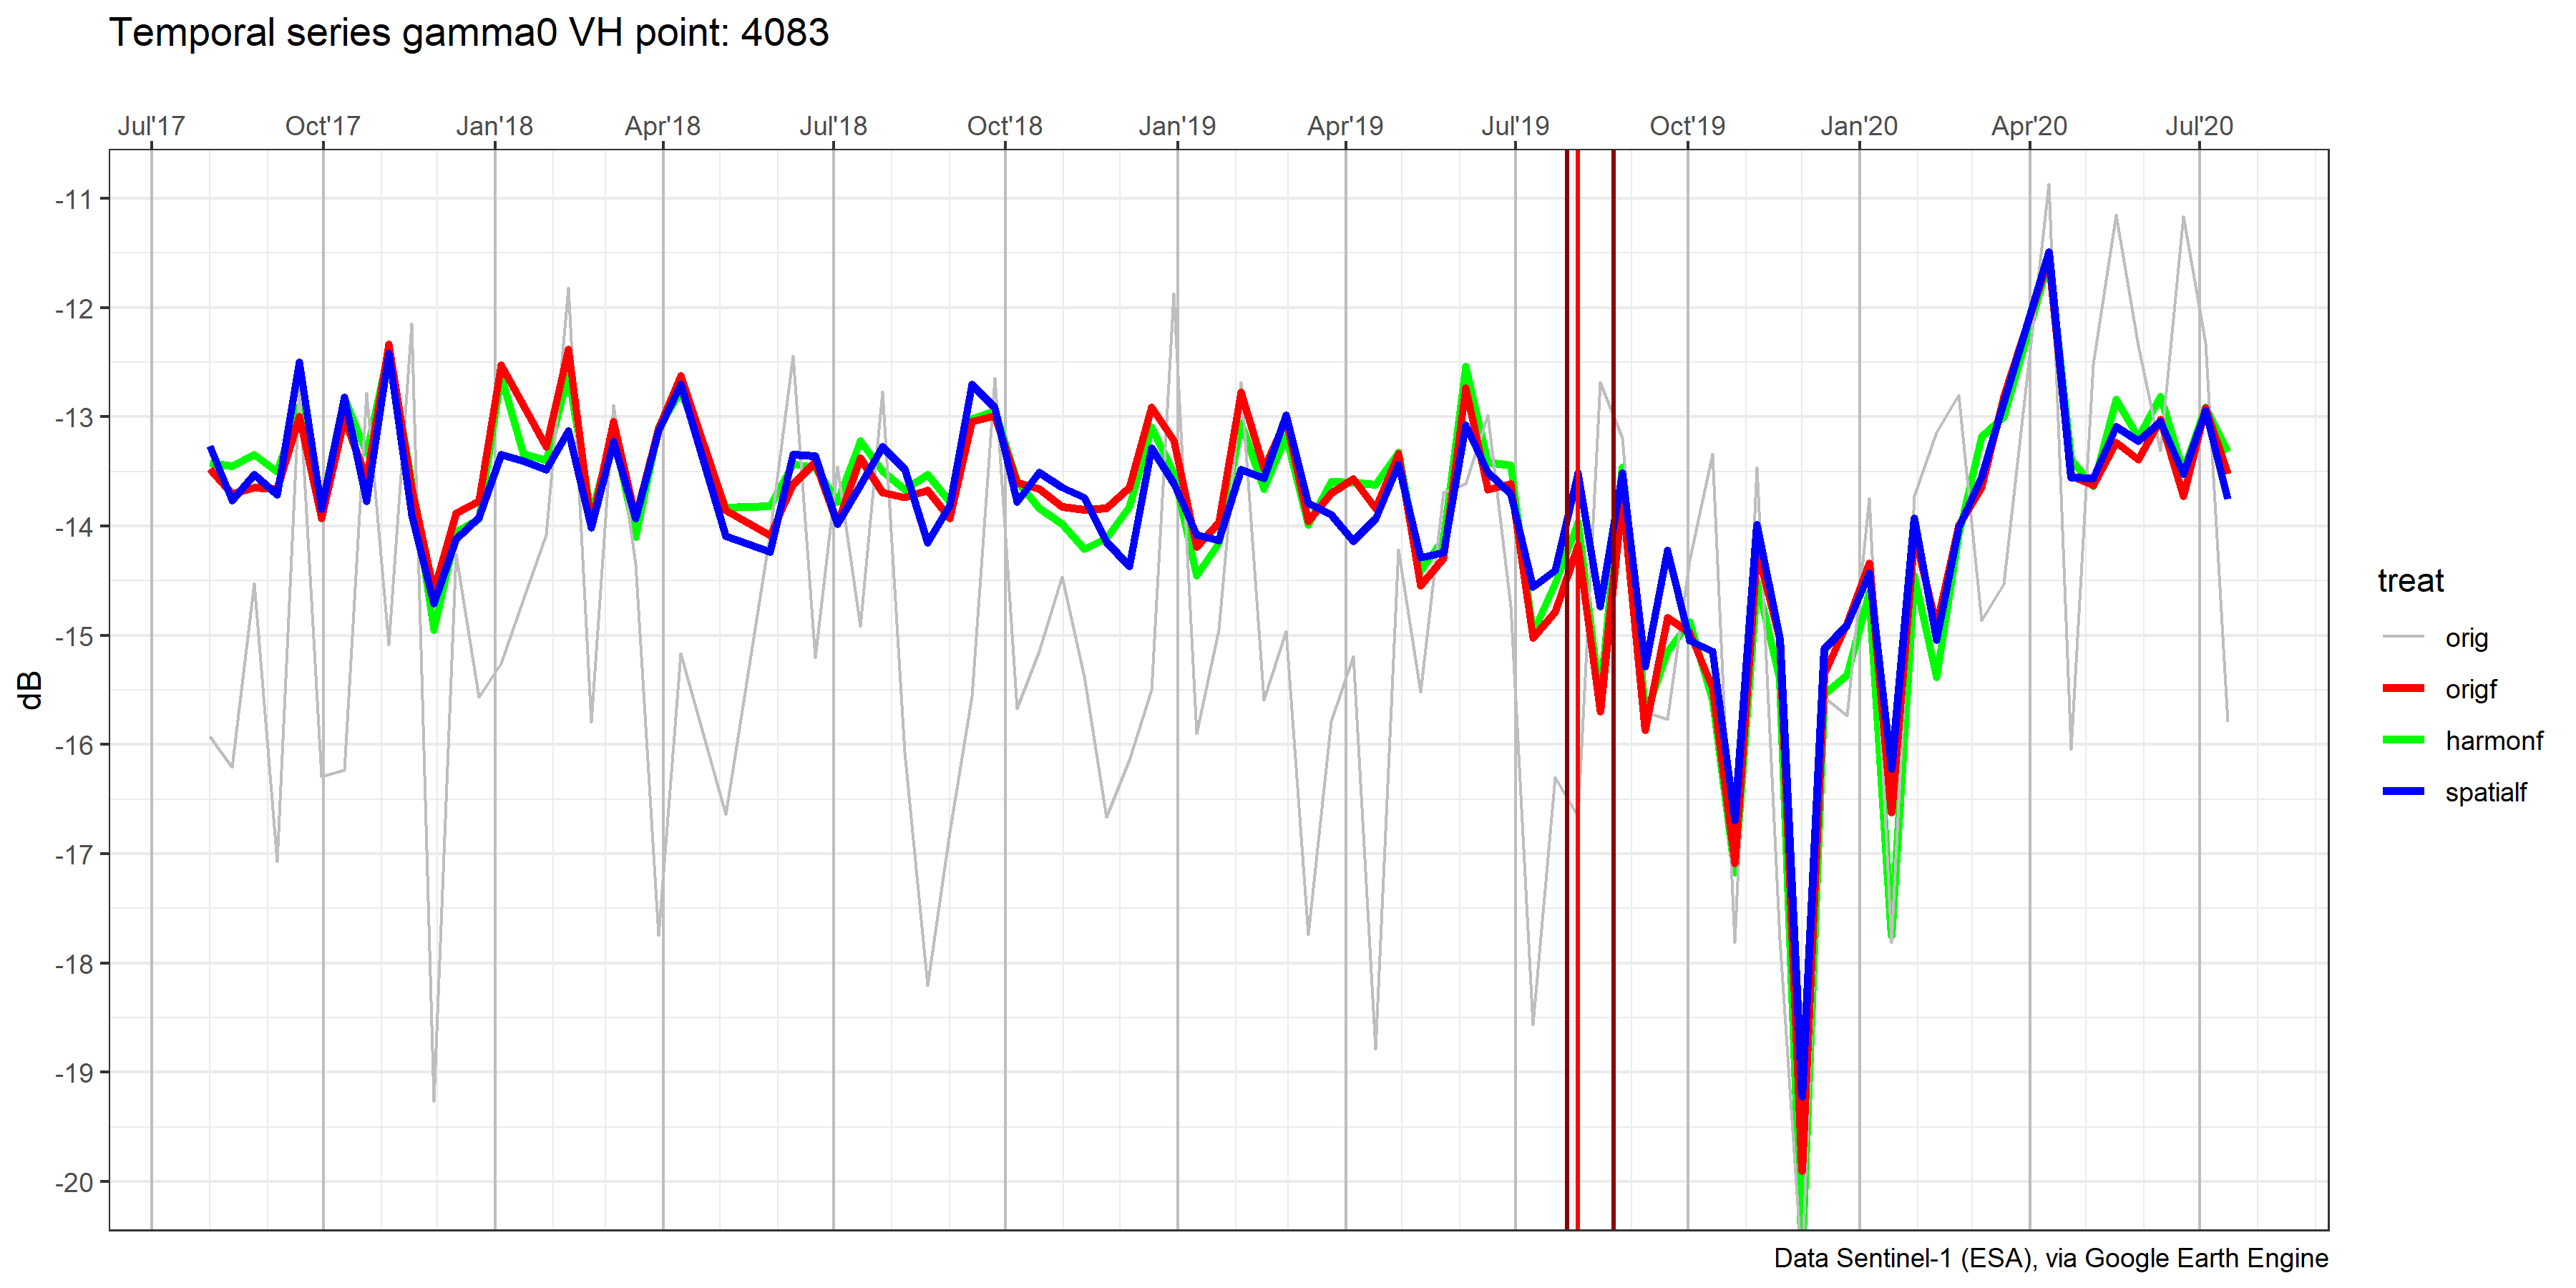 Temporal series gamma0 VH point: 4083
Jul'17 Oct'17 Jan'18 Apr'18 Jul'18 Oct'18 Jan'19 Apr'19 Jul'19 Oct'19 Jan'20 Apr'20 Jul'20
-11
-12
-13
-14
-15
-16
-17
-18
-19
-20
dB
treat
orig
origf
harmonf
spatialf
Data Sentinel-1 (ESA), via Google Earth Engine